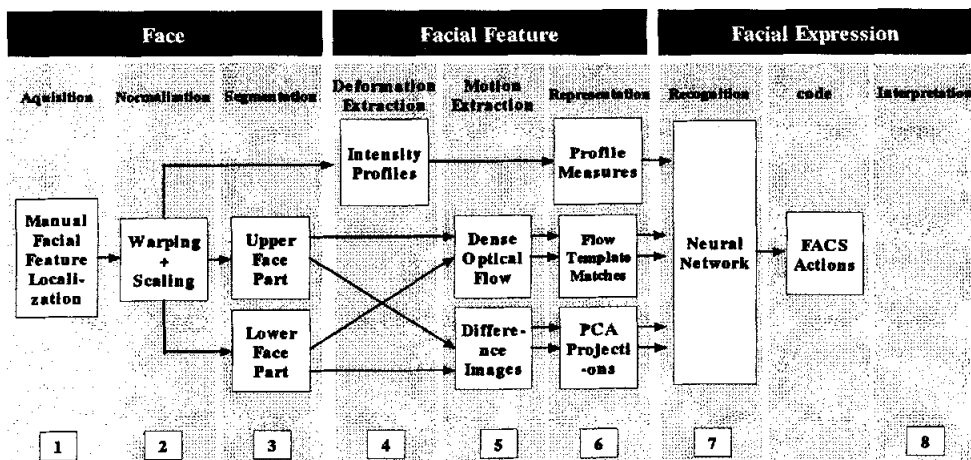 Face
Facial Feature
Facial Expression
Aquisition
Normalization
Segmentation
Deformation
Extraction
Motion
Extraction
Representation
Recognition
code
Interpretation
Intensity
Profiles
Profile
Measures
Manual
Facial
Feature
Locali-
zation
Warping
+
Scaling
Upper
Face
Part
Lower
Face
Part
Dense
Optical
Flow
Flow
Template
Matches
Differe-
nce
Images
PCA
Projecti
-ons
Neural
Network
FACS
Actions
1
2
3
4
5
6
7
8